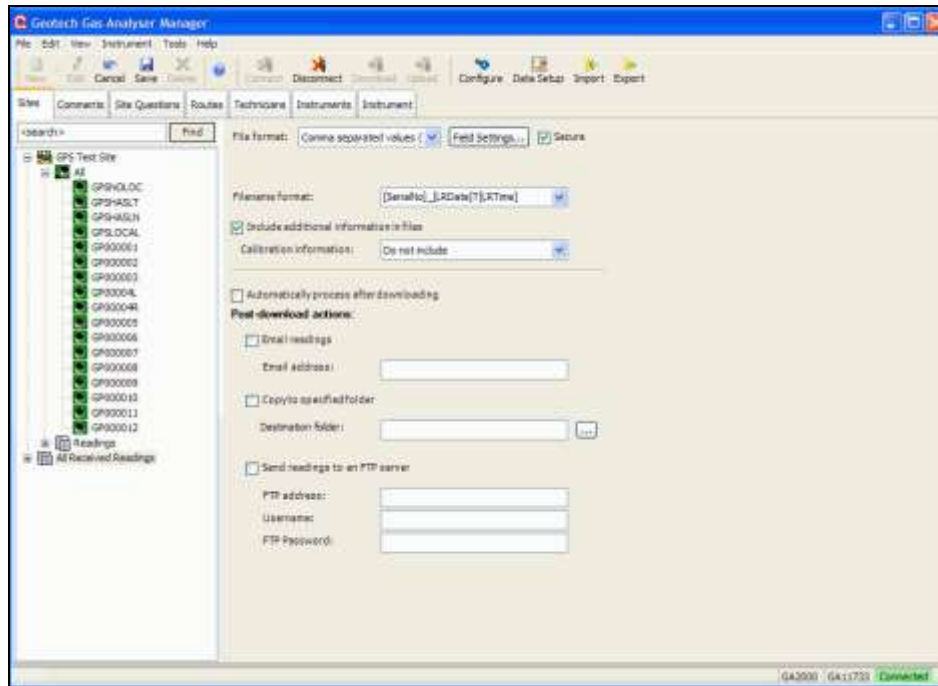 Geotech Gas Analyser Manager
File Edit View Instrument Tools Help
New Edit Cancel Save Delete Connect Disconnect Download Upload Configure Data Setup Import Export
Sites Comments Site Questions Routes Technicians Instruments Instrument
<search> Find
File format: Comma separated values ( Field Settings... Secure
GPS Test Site
All
GPSNOLOC
GPSHASLT
GPSHASLN
GPSLOCAL
GP000001
GP000002
GP000003
GP00004L
GP00004R
GP000005
GP000006
GP000007
GP000008
GP000009
GP000010
GP000011
GP000012
Readings
All Received Readings
Filename format: [SerialNo]_[LRDate]T[LRTime]
Include additional information in files
Calibration information: Do not include
Automatically process after downloading
Post-download actions:
Email readings
Email address:
Copy to specified folder
Destination folder: ...
Send readings to an FTP server
FTP address:
Username:
FTP Password:
GA2000 GA11733 Connected